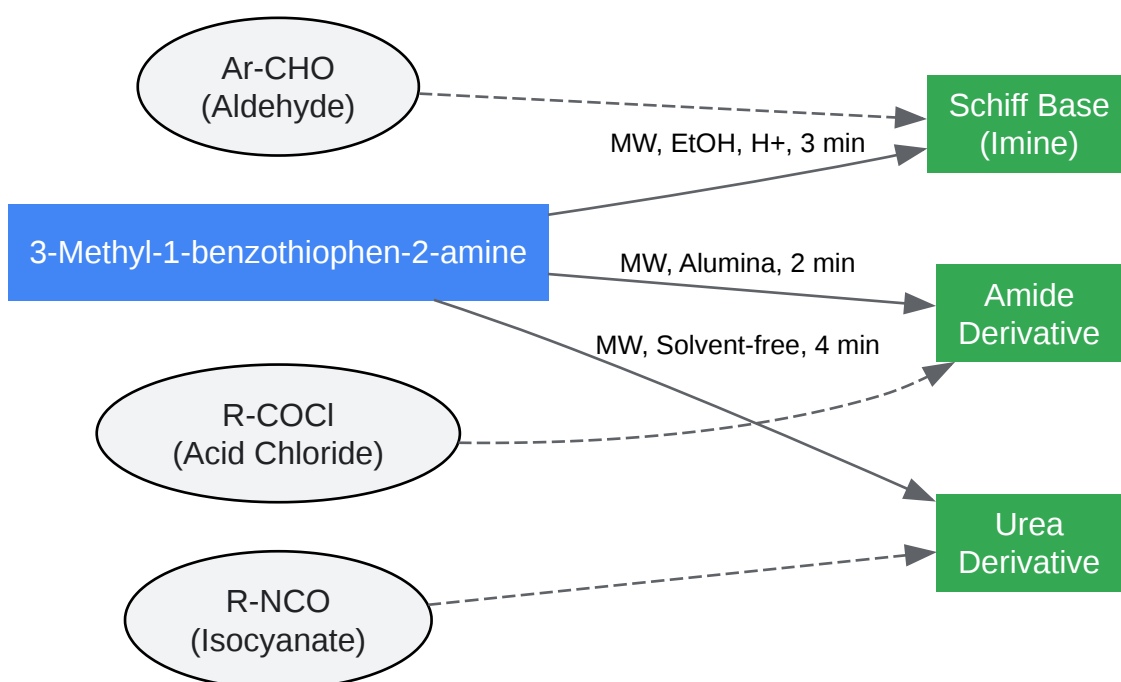 Ar-CHO
(Aldehyde)
Schiff Base
(Imine)
MW, EtOH, H+, 3 min
3-Methyl-1-benzothiophen-2-amine
MW, Alumina, 2 min
Amide
Derivative
MW, Solvent-free, 4 min
R-COCl
(Acid Chloride)
Urea
Derivative
R-NCO
(Isocyanate)